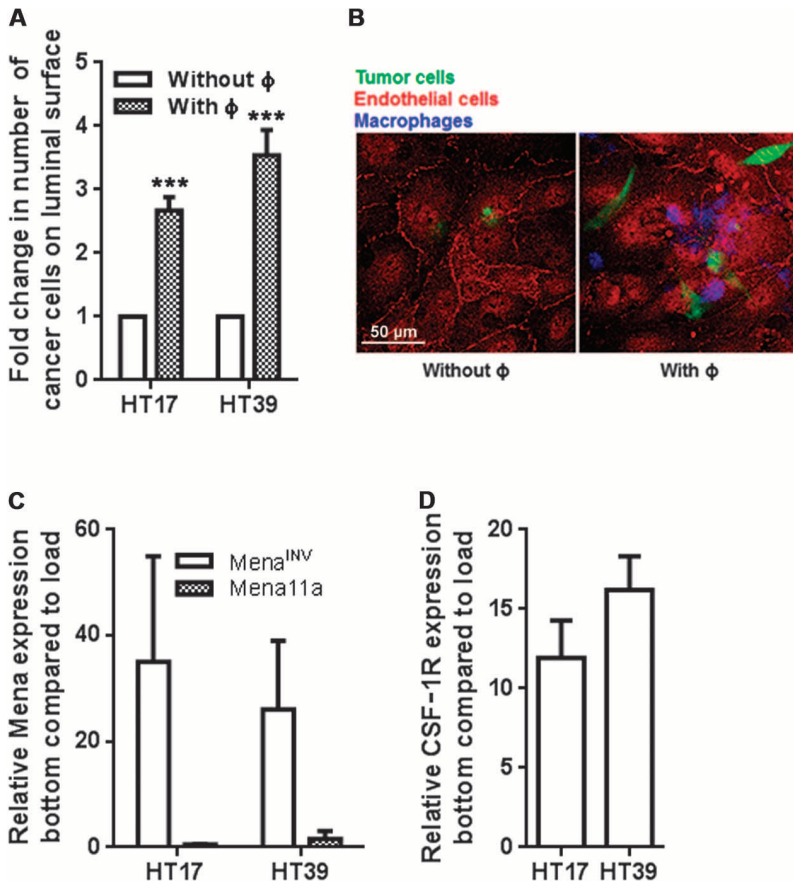 A
Fold change in number of
cancer cells on luminal surface
5
4
3
2
1
0
Without ϕ
With ϕ
***
***
HT17
HT39
B
Tumor cells
Endothelial cells
Macrophages
50 µm
Without ϕ
With ϕ
C
Relative Mena expression
bottom compared to load
60
40
20
0
Mena^INV
Mena11a
HT17
HT39
D
Relative CSF-1R expression
bottom compared to load
20
15
10
5
0
HT17
HT39